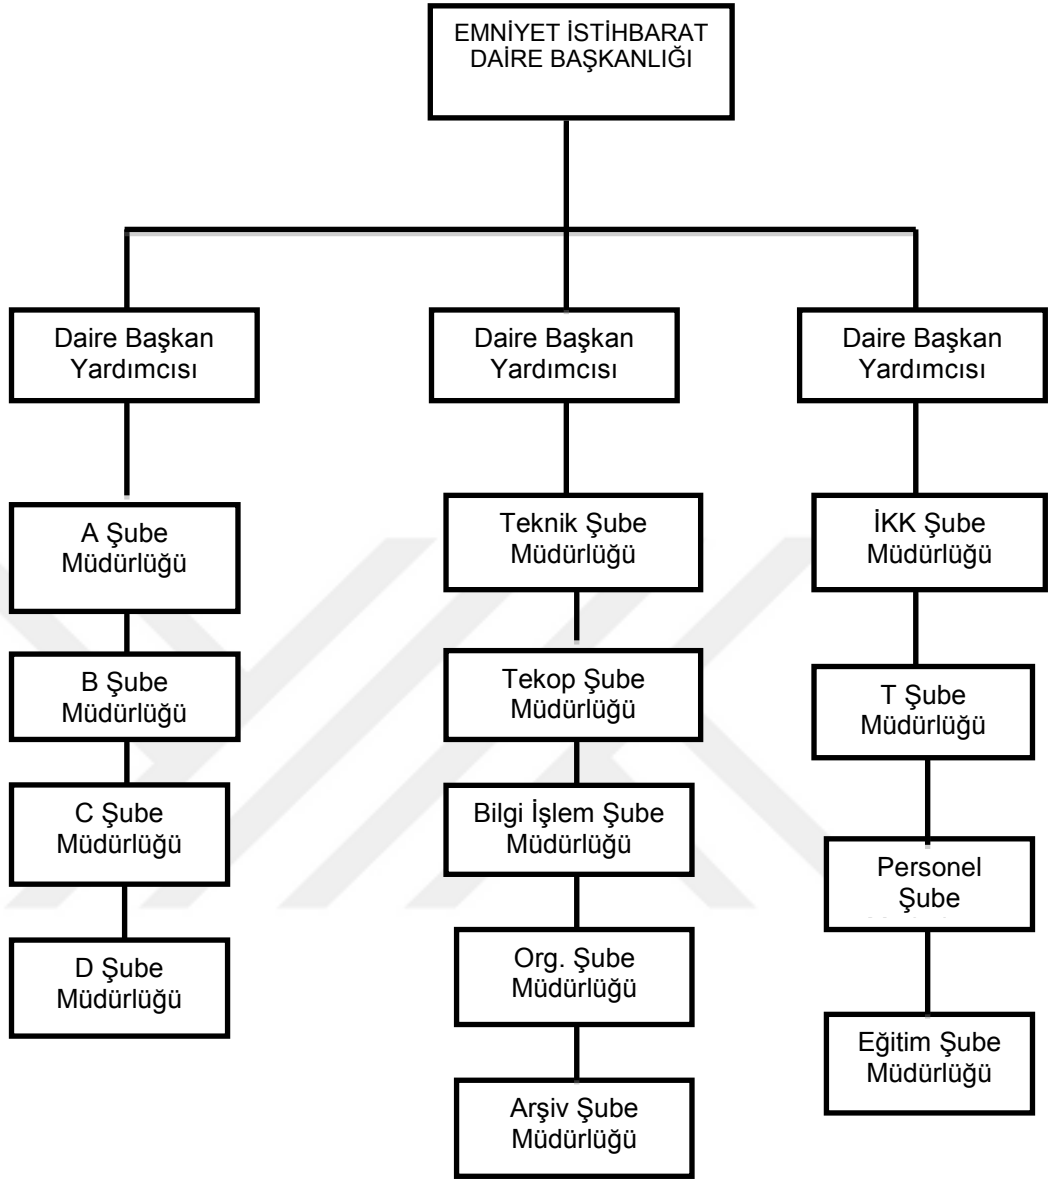 EMNİYET İSTİHBARAT
DAİRE BAŞKANLIĞI
Daire Başkan
Yardımcısı
Daire Başkan
Yardımcısı
Daire Başkan
Yardımcısı
A Şube
Müdürlüğü
B Şube
Müdürlüğü
C Şube
Müdürlüğü
D Şube
Müdürlüğü
Teknik Şube
Müdürlüğü
Tekop Şube
Müdürlüğü
Bilgi İşlem Şube
Müdürlüğü
Org. Şube
Müdürlüğü
Arşiv Şube
Müdürlüğü
İKK Şube
Müdürlüğü
T Şube
Müdürlüğü
Personel
Şube
Eğitim Şube
Müdürlüğü